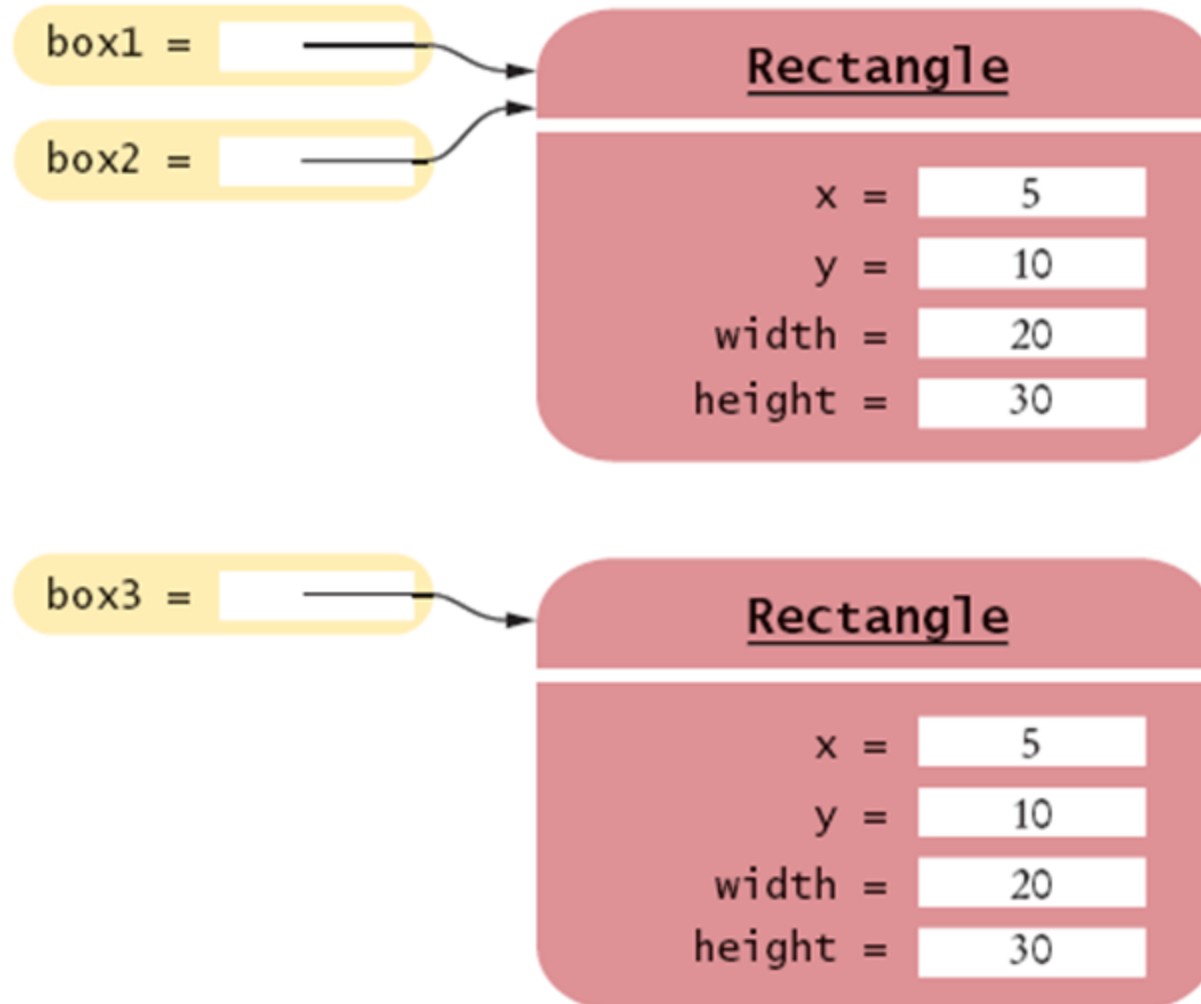 box1 =
box2 =
Rectangle
x = 5
y = 10
width = 20
height = 30
box3 =
Rectangle
x = 5
y = 10
width = 20
height = 30